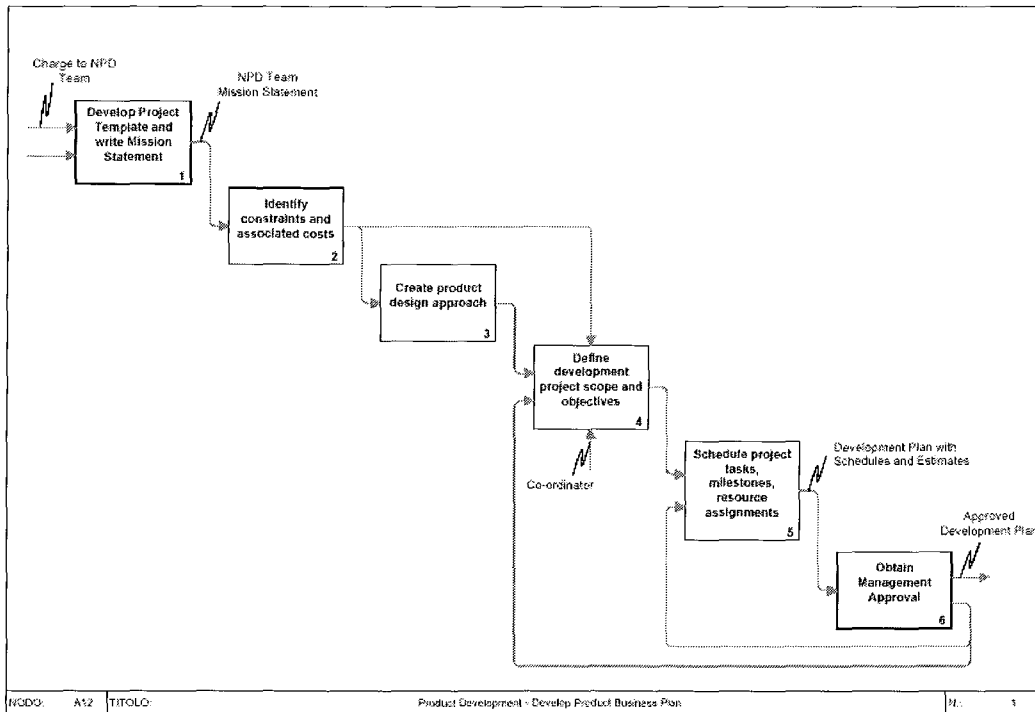 Charge to NPD
Team
NPD Team
Mission Statement
Develop Project
Template and
write Mission
Statement
1
Identify
constraints and
associated costs
2
Create product
design approach
3
Define
development
project scope and
objectives
4
Co-ordinator
Schedule project
tasks,
milestones,
resource
assignments
5
Development Plan with
Schedules and Estimates
Approved
Development Plan
Obtain
Management
Approval
6
NODO: A12 TITOLO: Product Development - Develop Product Business Plan N.: 1